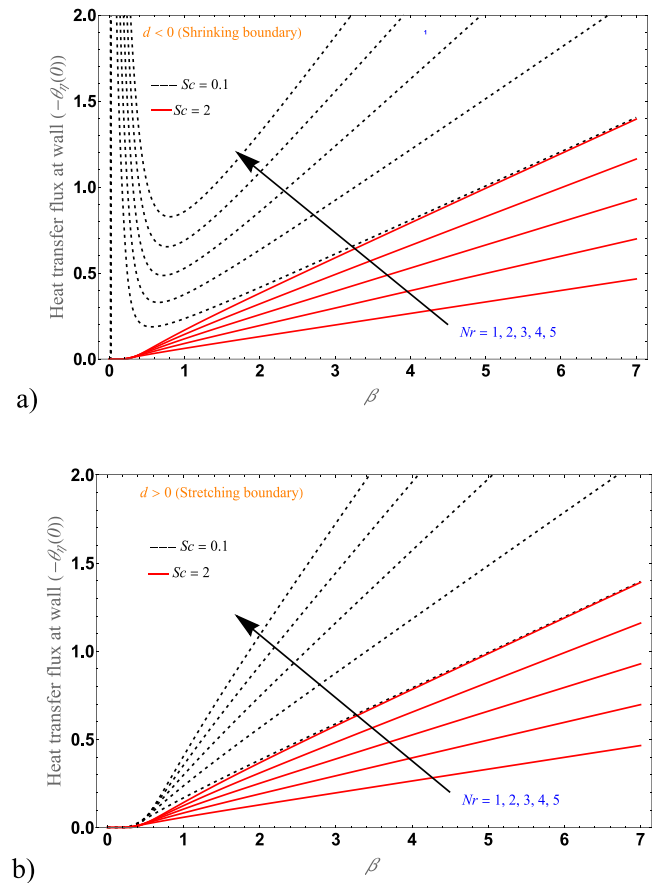 2.0
d < 0 (Shrinking boundary)
1
--- Sc = 0.1
Sc = 2
1.5
1.0
0.5
0.0
Heat transfer flux at wall (−θη(0))
Nr = 1, 2, 3, 4, 5
0 1 2 3 4 5 6 7
β
a)
2.0
d > 0 (Stretching boundary)
--- Sc = 0.1
Sc = 2
1.5
1.0
0.5
0.0
Heat transfer flux at wall (−θη(0))
Nr = 1, 2, 3, 4, 5
0 1 2 3 4 5 6 7
β
b)